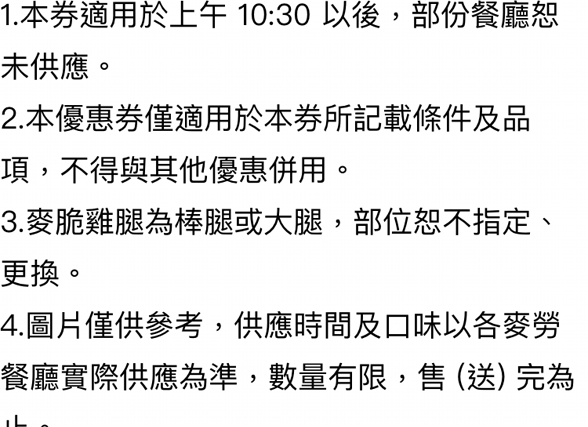 1.本券適用於上午 10:30 以後，部份餐廳恕
未供應。
2.本優惠券僅適用於本券所記載條件及品
項，不得與其他優惠併用。
3.麥脆雞腿為棒腿或大腿，部位恕不指定、
更換。
4.圖片僅供參考，供應時間及口味以各麥勞
餐廳實際供應為準，數量有限，售 (送) 完為
止。